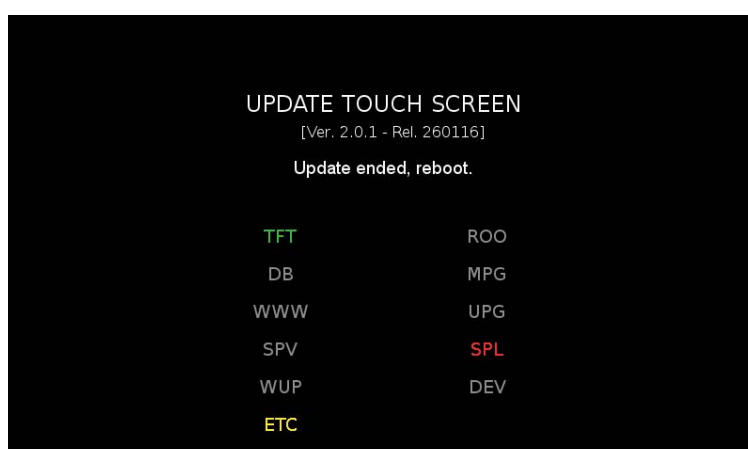 UPDATE TOUCH SCREEN
[Ver. 2.0.1 - Rel. 260116]
Update ended, reboot.
TFT ROO
DB MPG
WWW UPG
SPV SPL
WUP DEV
ETC